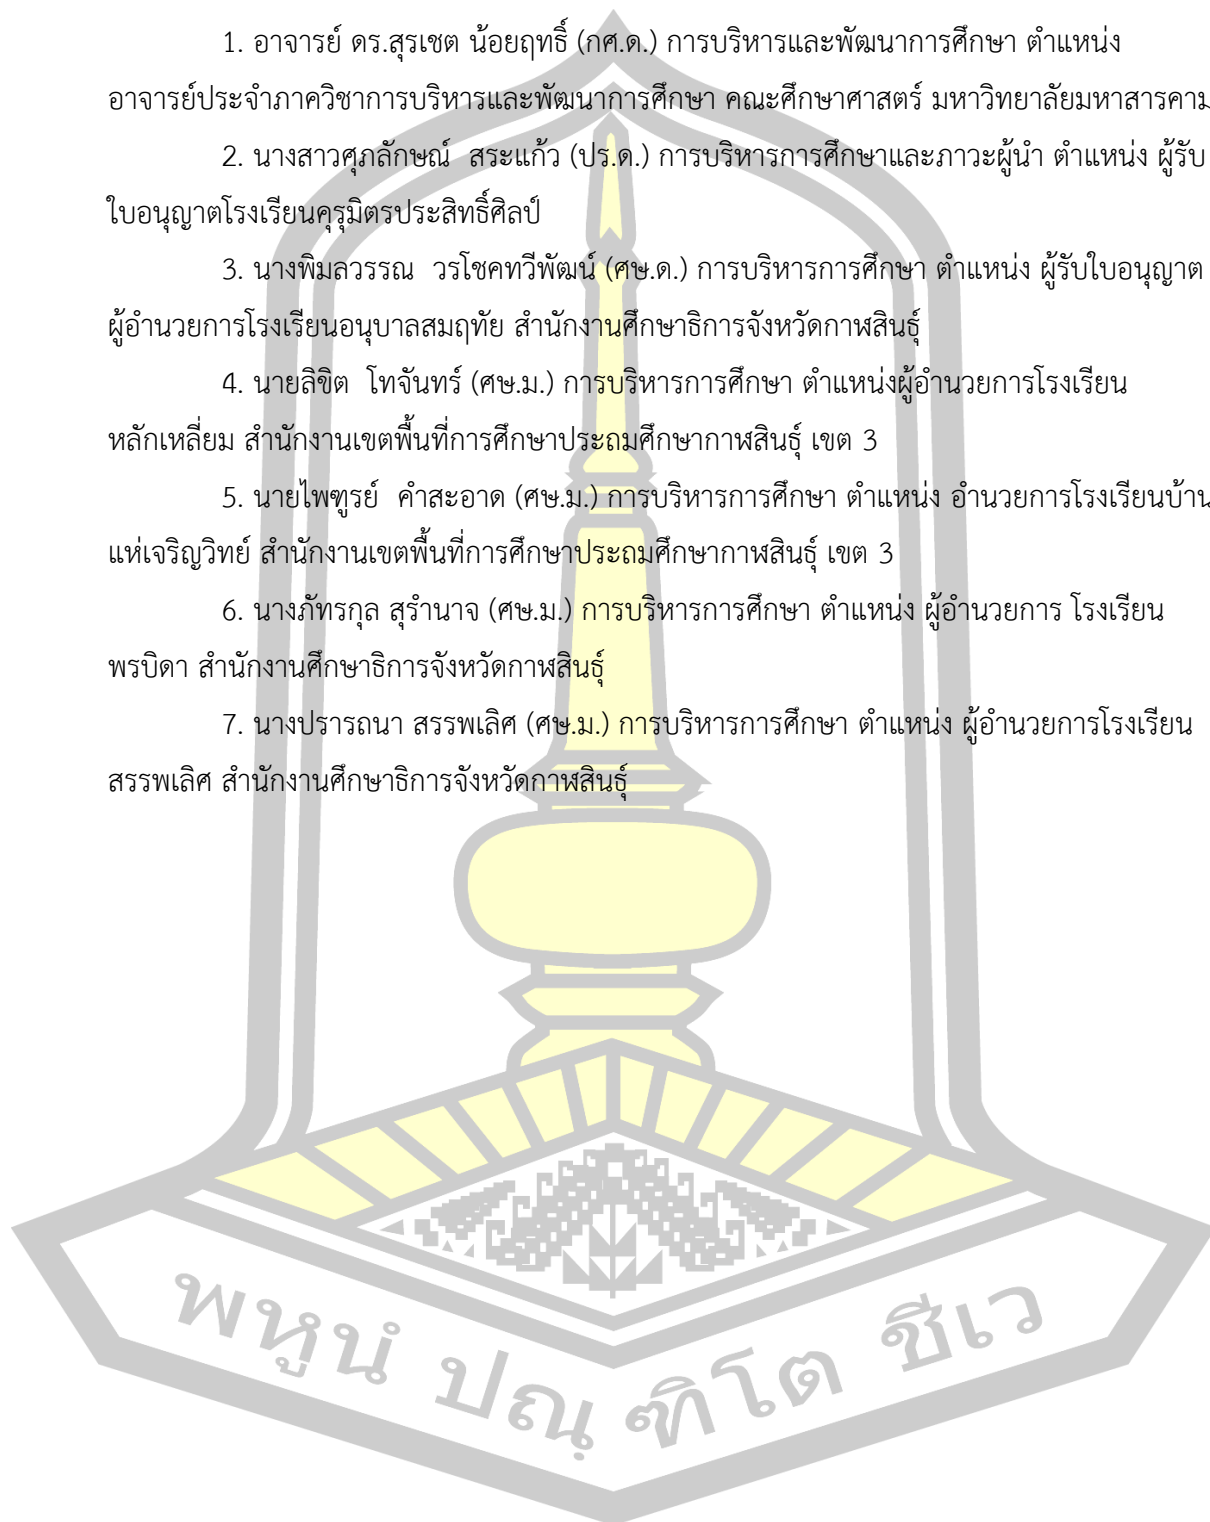 1. อาจารย์ ดร.สุรเชต น้อยฤทธิ์ (กศ.ด.) การบริหารและพัฒนาการศึกษา ตำแหน่ง
อาจารย์ประจำภาควิชาการบริหารและพัฒนาการศึกษา คณะศึกษาศาสตร์ มหาวิทยาลัยมหาสารคาม
2. นางสาวศุภลักษณ์  สระแก้ว (ปร.ด.) การบริหารการศึกษาและภาวะผู้นำ ตำแหน่ง ผู้รับ
ใบอนุญาตโรงเรียนคุรุมิตรประสิทธิ์ศิลป์
3. นางพิมลวรรณ  วรโชคทวีพัฒน์ (ศษ.ด.) การบริหารการศึกษา ตำแหน่ง ผู้รับใบอนุญาต
ผู้อำนวยการโรงเรียนอนุบาลสมฤทัย สำนักงานศึกษาธิการจังหวัดกาฬสินธุ์
4. นายลิขิต  โทจันทร์ (ศษ.ม.) การบริหารการศึกษา ตำแหน่งผู้อำนวยการโรงเรียน
หลักเหลี่ยม สำนักงานเขตพื้นที่การศึกษาประถมศึกษากาฬสินธุ์ เขต 3
5. นายไพฑูรย์  คำสะอาด (ศษ.ม.) การบริหารการศึกษา ตำแหน่ง อำนวยการโรงเรียนบ้าน
แห่เจริญวิทย์ สำนักงานเขตพื้นที่การศึกษาประถมศึกษากาฬสินธุ์ เขต 3
6. นางภัทรกุล สุรำนาจ (ศษ.ม.) การบริหารการศึกษา ตำแหน่ง ผู้อำนวยการ โรงเรียน
พรบิดา สำนักงานศึกษาธิการจังหวัดกาฬสินธุ์
7. นางปรารถนา สรรพเลิศ (ศษ.ม.) การบริหารการศึกษา ตำแหน่ง ผู้อำนวยการโรงเรียน
สรรพเลิศ สำนักงานศึกษาธิการจังหวัดกาฬสินธุ์
พหูนํ ปณฺฑิโต ชีเว